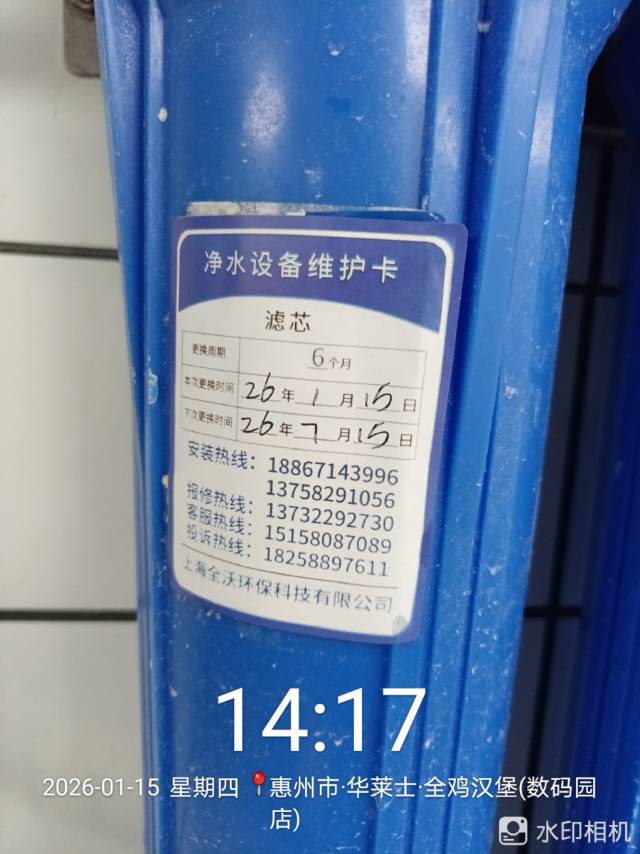 净水设备维护卡
滤芯
更换周期 6个月
本次更换时间 26年1月15日
下次更换时间 26年7月15日
安装热线：18867143996
13758291056
报修热线：13732292730
客服热线：15158087089
投诉热线：18258897611
上海全沃环保科技有限公司
14:17
2026-01-15 星期四 惠州市·华莱士·全鸡汉堡(数码园
店)
水印相机